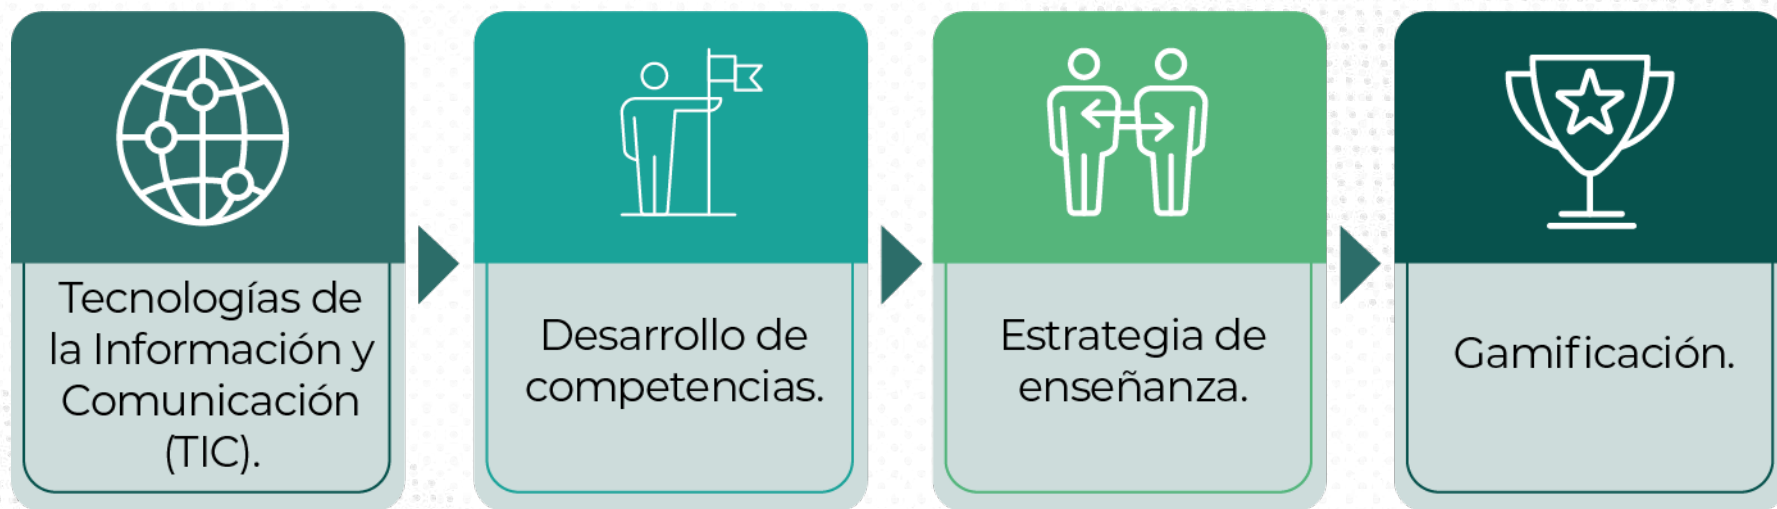 Tecnologías de
la Información y
Comunicación
(TIC).
Desarrollo de
competencias.
Estrategia de
enseñanza.
Gamificación.